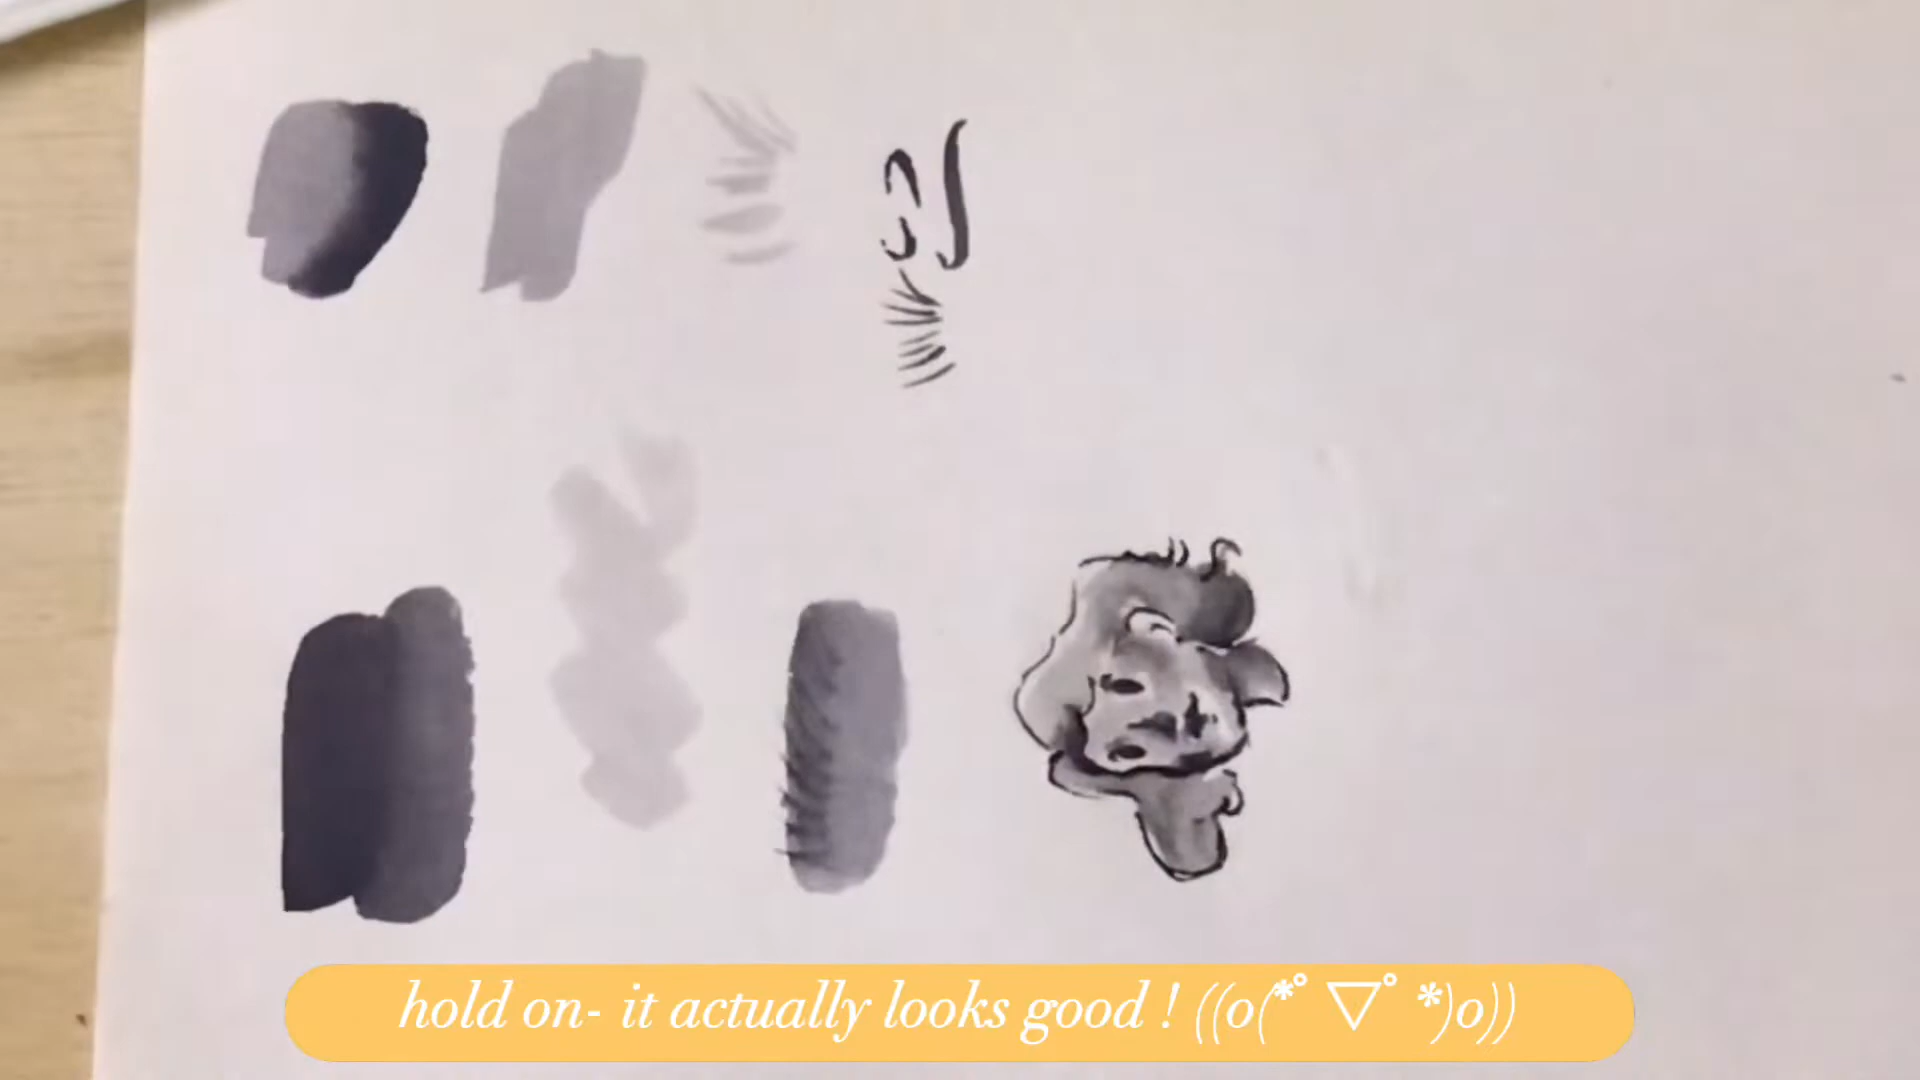 hold on- it actually looks good ! ((o(*ﾟ ▽ﾟ *)o))